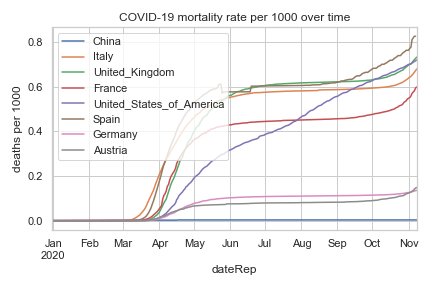 COVID-19 mortality rate per 1000 over time
deaths per 1000
0.8
0.6
0.4
0.2
0.0
China
Italy
United_Kingdom
France
United_States_of_America
Spain
Germany
Austria
Jan Feb Mar Apr May Jun Jul Aug Sep Oct Nov
2020
dateRep